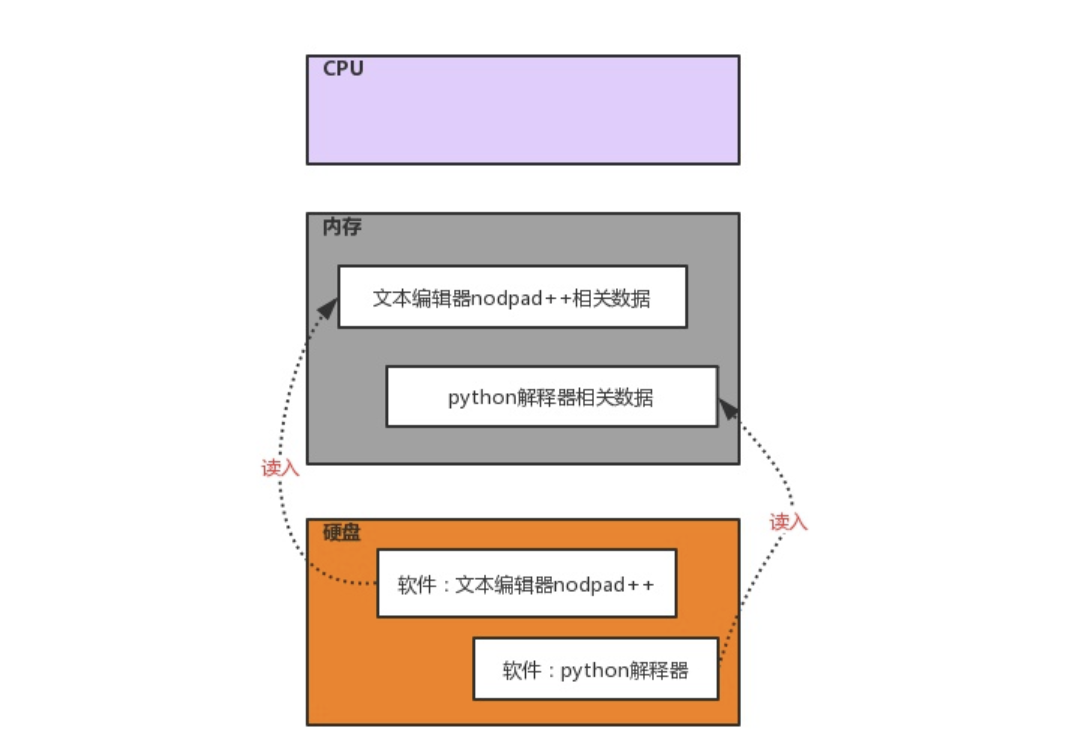 CPU
内存
文本编辑器nodpad++相关数据
python解释器相关数据
读入
读入
硬盘
软件：文本编辑器nodpad++
软件：python解释器